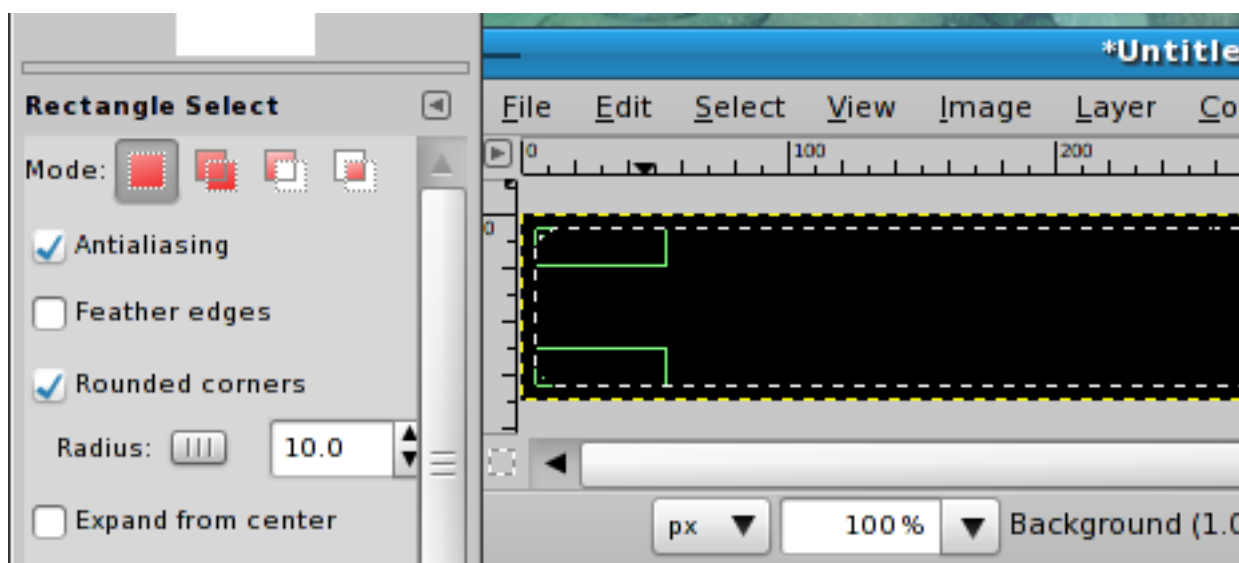 *Untitle
Rectangle Select
File Edit Select View Image Layer Co
Mode:
0 100 200
0
Antialiasing
Feather edges
Rounded corners
Radius: 10.0
Expand from center
px 100% Background (1.0